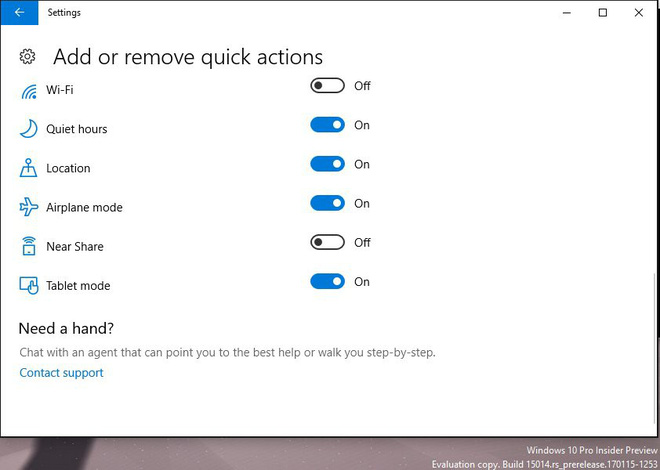 Settings
Add or remove quick actions
Wi-Fi Off
Quiet hours On
Location On
Airplane mode On
Near Share Off
Tablet mode On
Need a hand?
Chat with an agent that can point you to the best help or walk you step-by-step.
Contact support
Windows 10 Pro Insider Preview
Evaluation copy. Build 15014.rs_prerelease.170115-1253